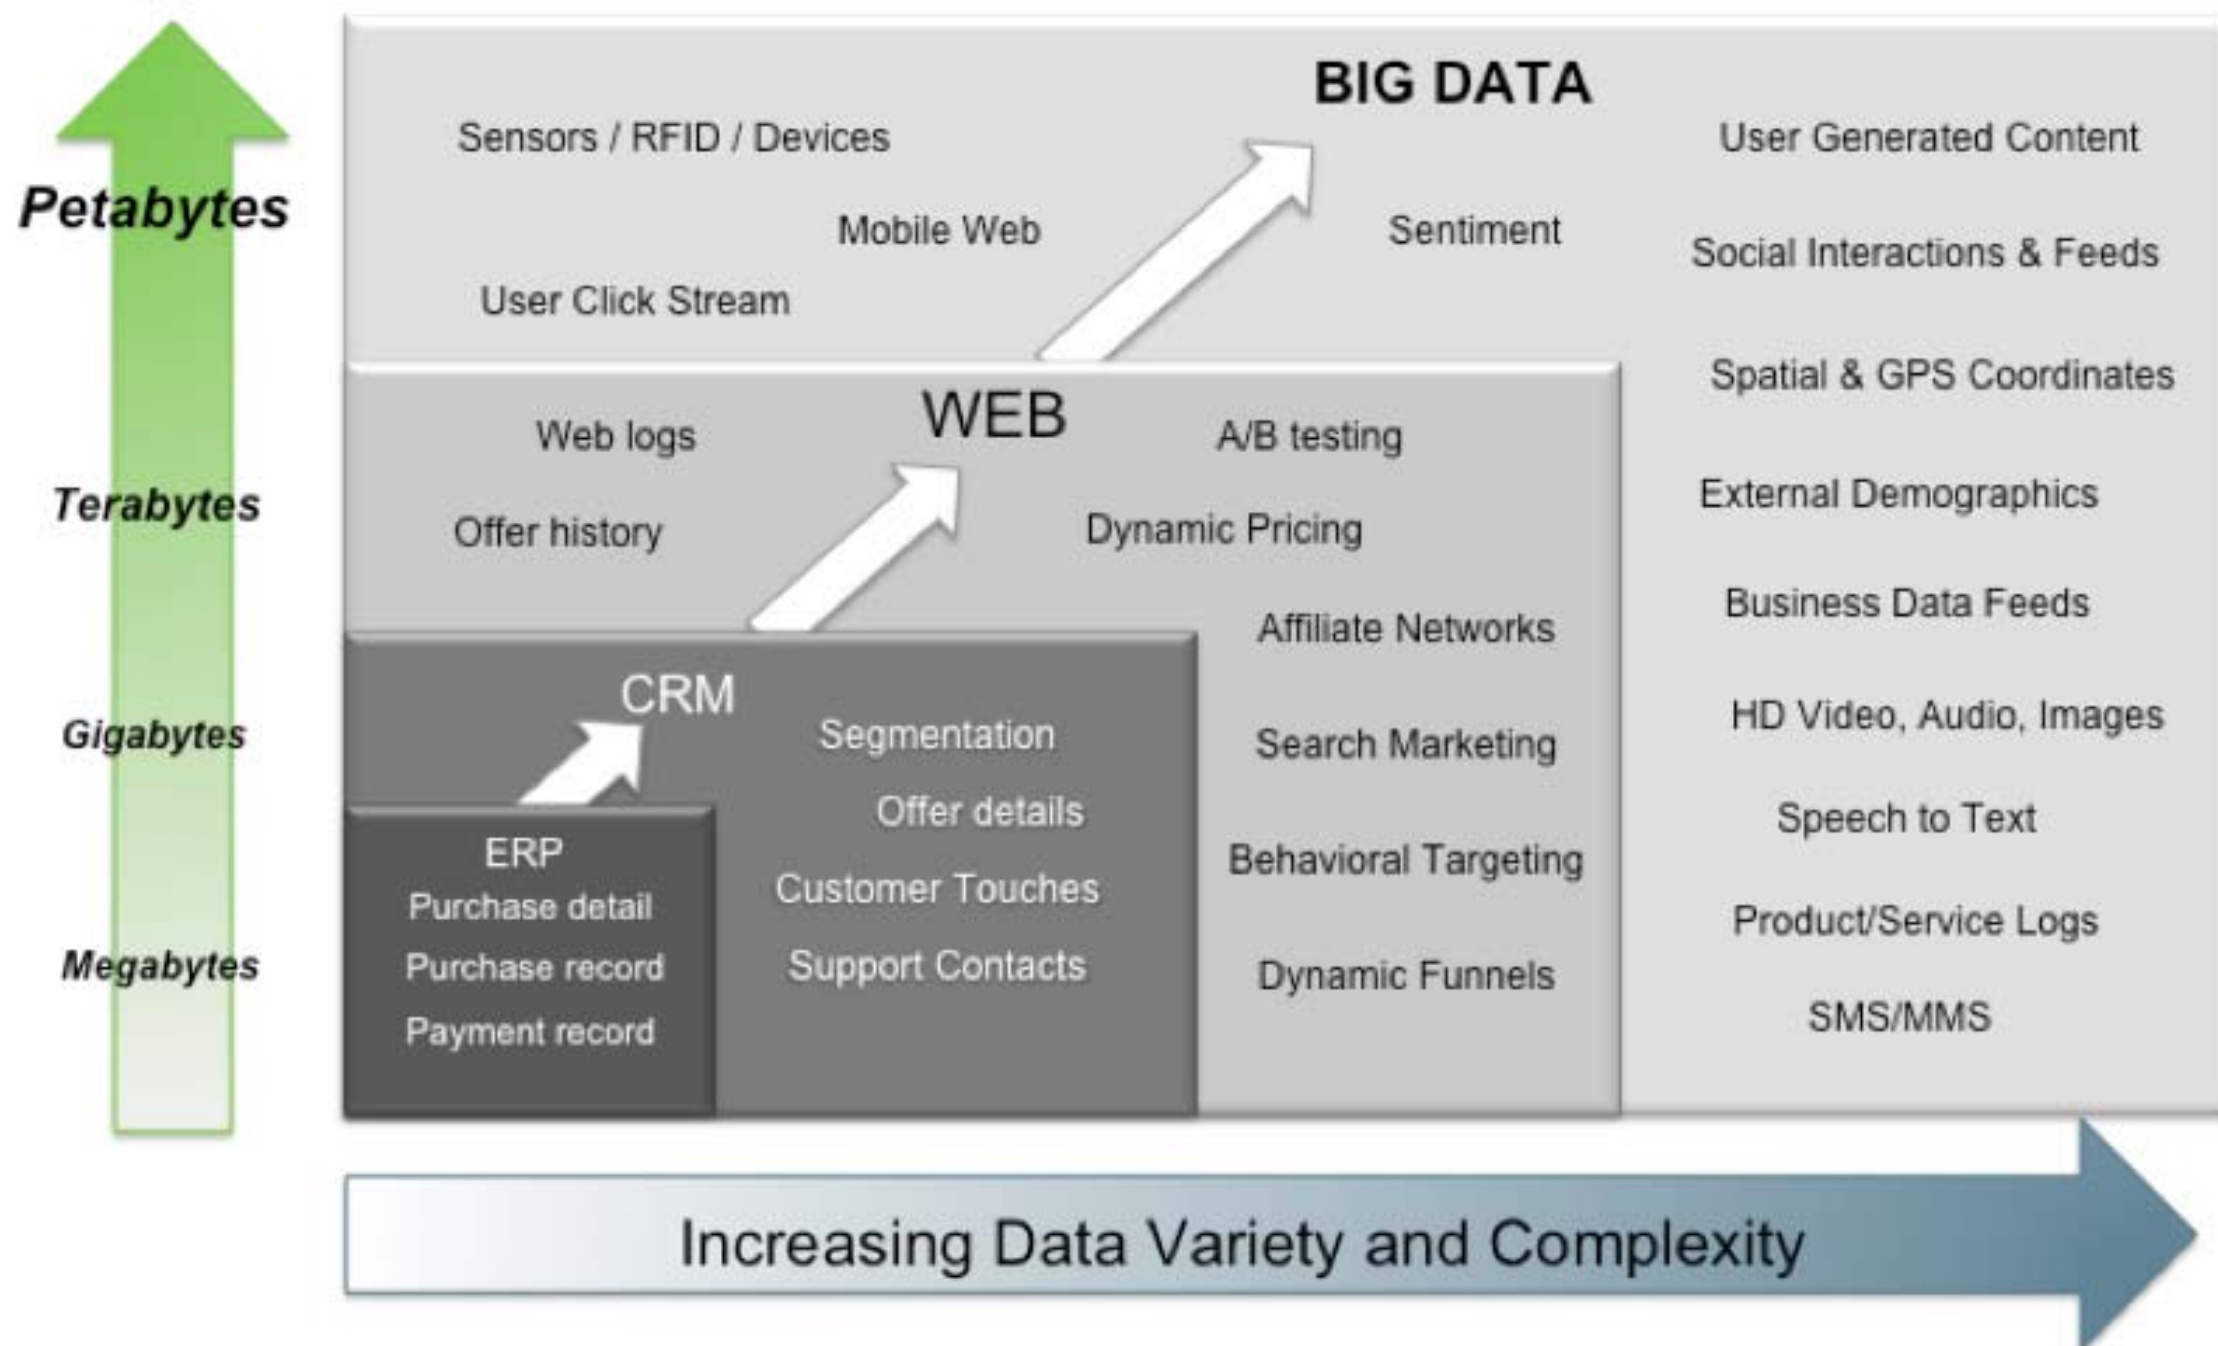 BIG DATA
Sensors / RFID / Devices
User Generated Content
Petabytes
Mobile Web
Sentiment
Social Interactions & Feeds
User Click Stream
Spatial & GPS Coordinates
WEB
Web logs
A/B testing
Terabytes
External Demographics
Offer history
Dynamic Pricing
Business Data Feeds
Affiliate Networks
CRM
HD Video, Audio, Images
Gigabytes
Segmentation
Search Marketing
Offer details
Speech to Text
ERP
Behavioral Targeting
Customer Touches
Purchase detail
Product/Service Logs
Megabytes
Purchase record
Support Contacts
Dynamic Funnels
SMS/MMS
Payment record
Increasing Data Variety and Complexity